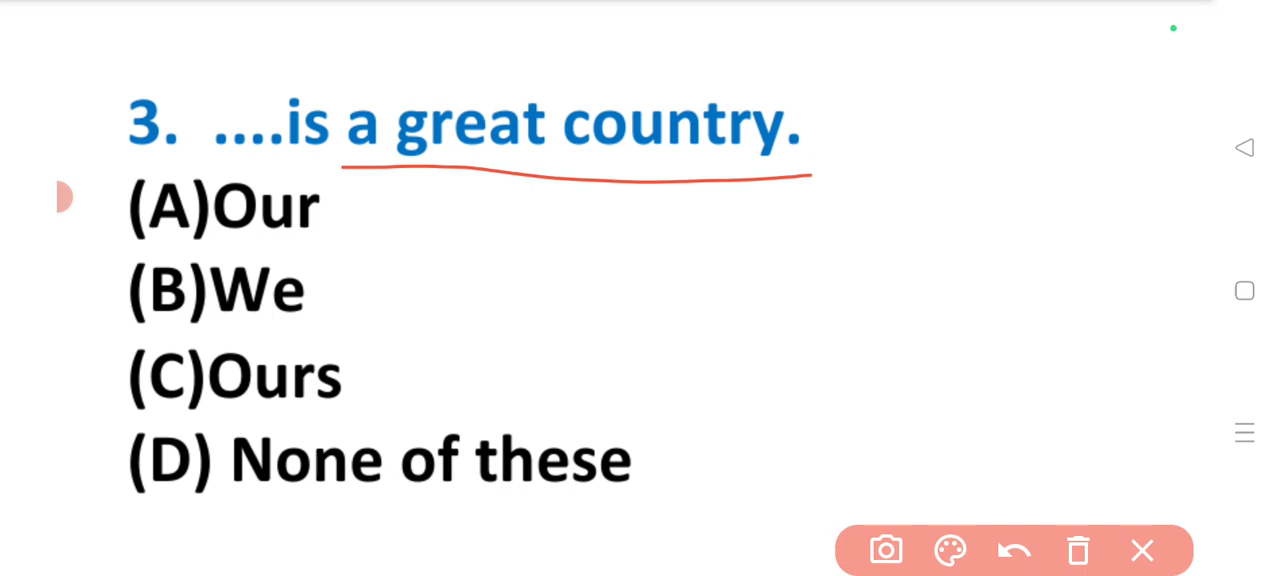 3. ....is a great country.
(A)Our
(B)We
(C)Ours
(D) None of these